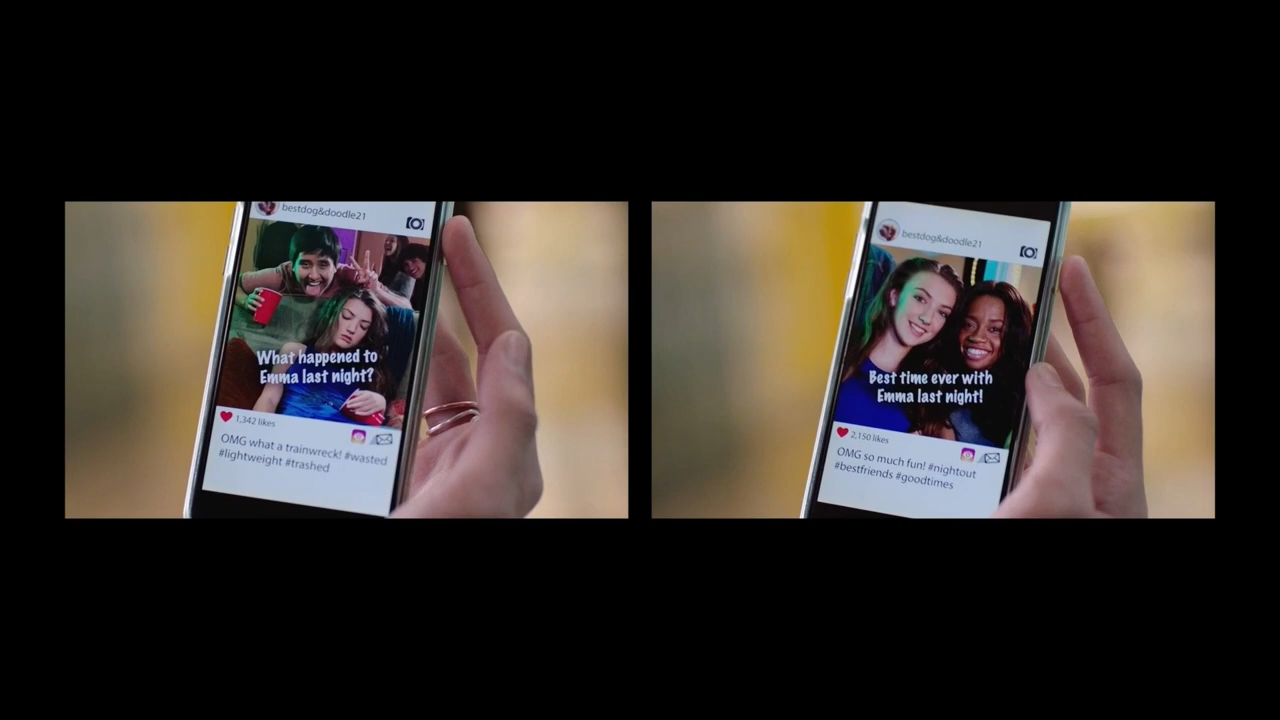 bestdog&doodle21
What happened to
Emma last night?
1,342 likes
OMG what a trainwreck! #wasted
#lightweight #trashed
bestdog&doodle21
Best time ever with
Emma last night!
2,150 likes
OMG so much fun! #nightout
#bestfriends #goodtimes